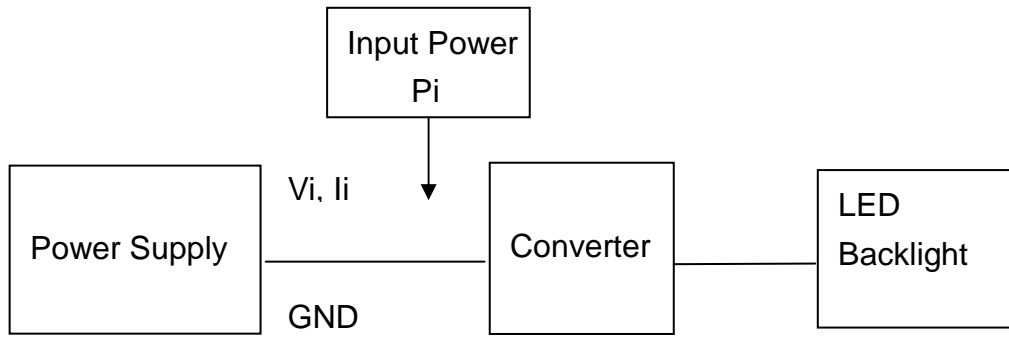 Input Power
Pi
Vi, Ii
Power Supply
GND
Converter
LED
Backlight